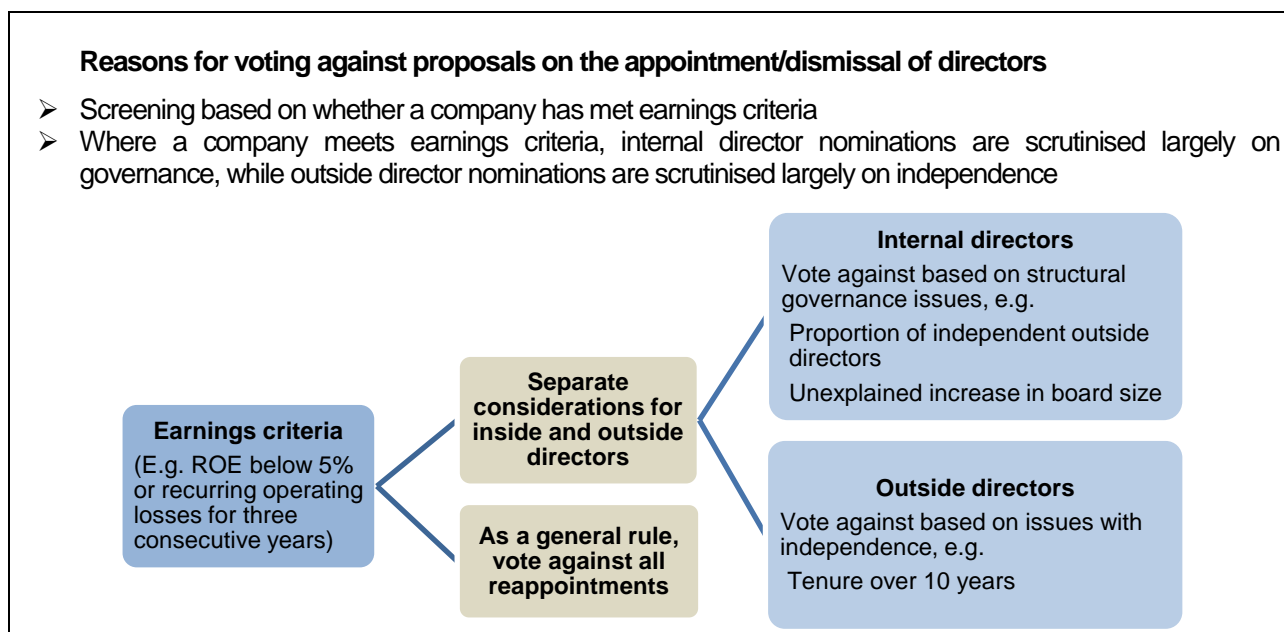 Reasons for voting against proposals on the appointment/dismissal of directors
➢ Screening based on whether a company has met earnings criteria
➢ Where a company meets earnings criteria, internal director nominations are scrutinised largely on
governance, while outside director nominations are scrutinised largely on independence
Earnings criteria
(E.g. ROE below 5%
or recurring operating
losses for three
consecutive years)
Separate
considerations for
inside and outside
directors
As a general rule,
vote against all
reappointments
Internal directors
Vote against based on structural
governance issues, e.g.
Proportion of independent outside
directors
Unexplained increase in board size
Outside directors
Vote against based on issues with
independence, e.g.
Tenure over 10 years